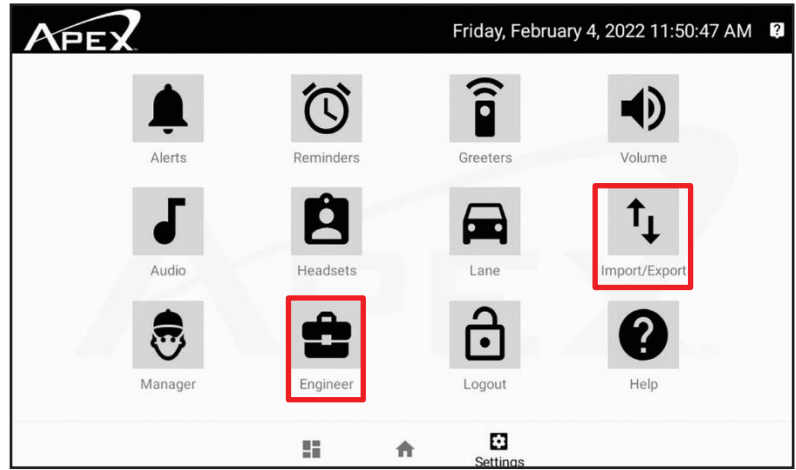 APEX
Friday, February 4, 2022 11:50:47 AM
Alerts
Reminders
Greeters
Volume
Audio
Headsets
Lane
Import/Export
Manager
Engineer
Logout
Help
Settings
APEX